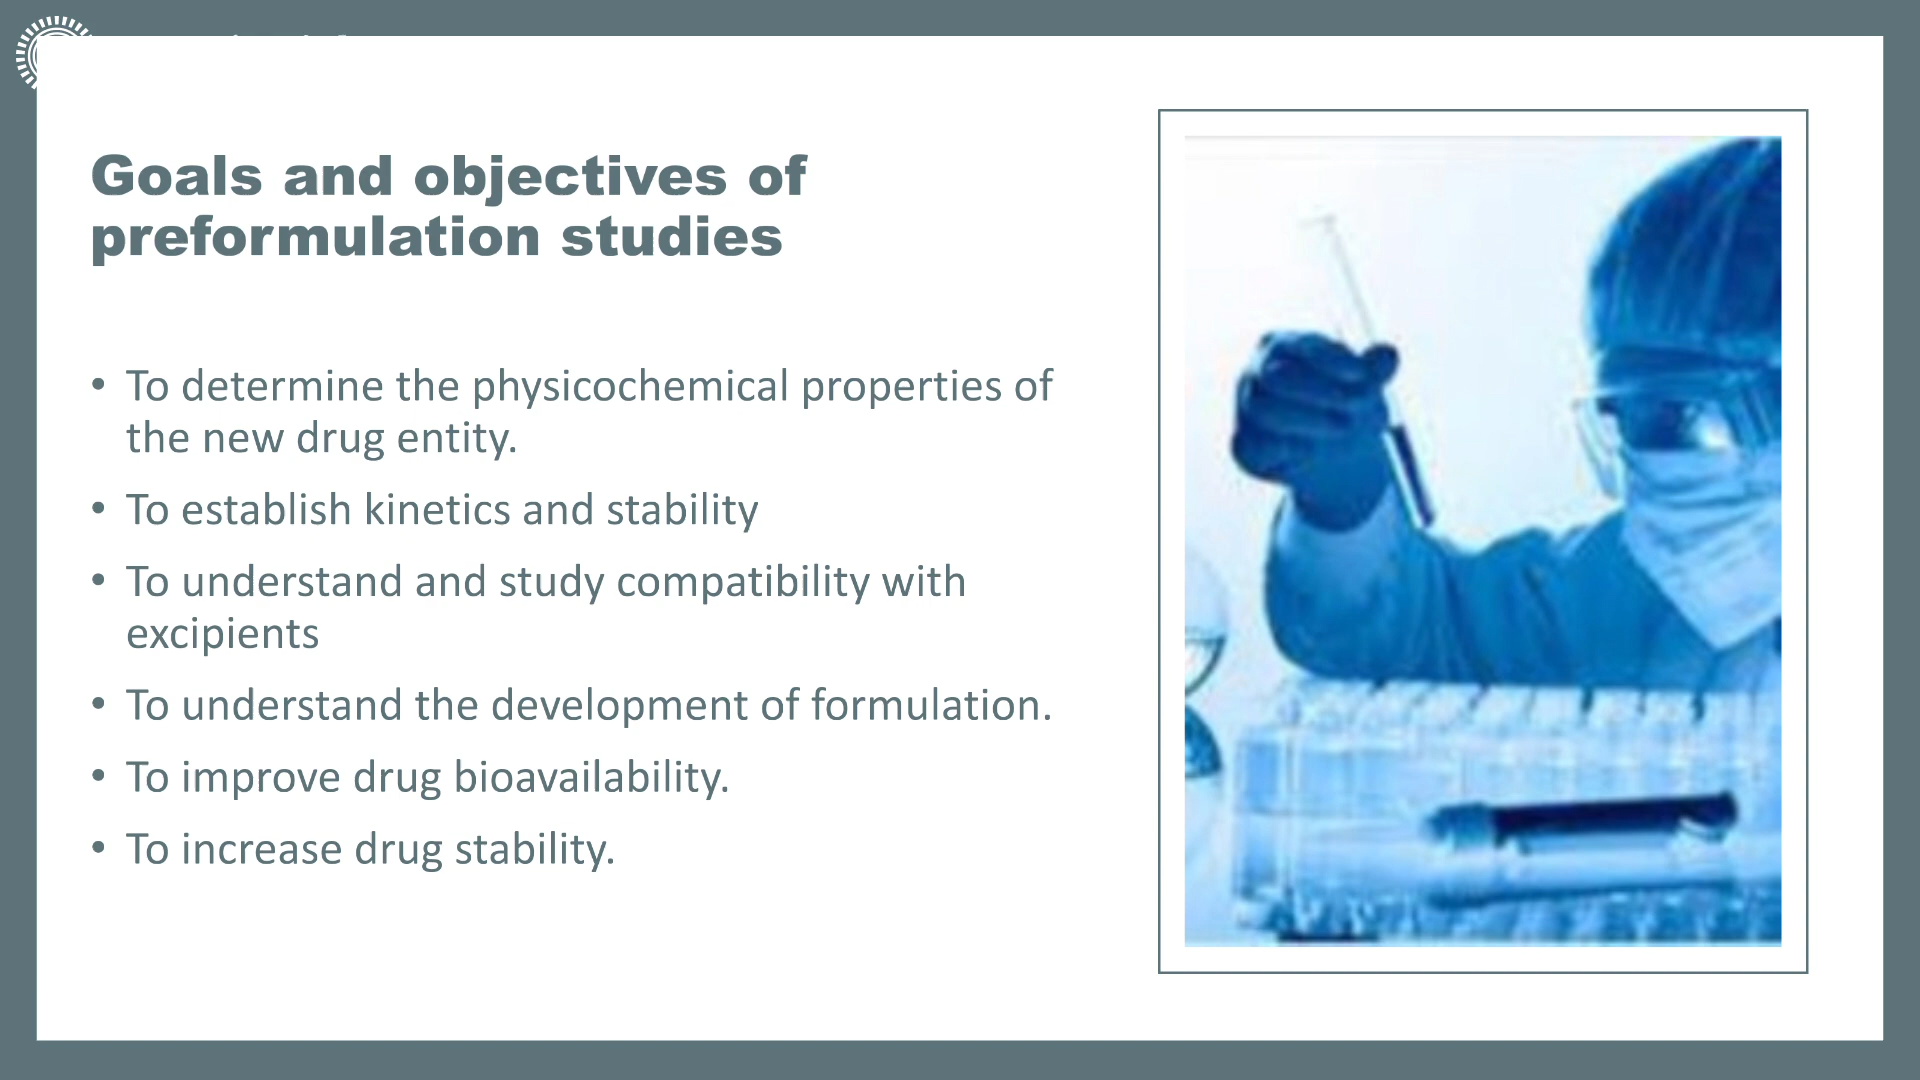 Goals and objectives of
preformulation studies
• To determine the physicochemical properties of
the new drug entity.
• To establish kinetics and stability
• To understand and study compatibility with
excipients
• To understand the development of formulation.
• To improve drug bioavailability.
• To increase drug stability.